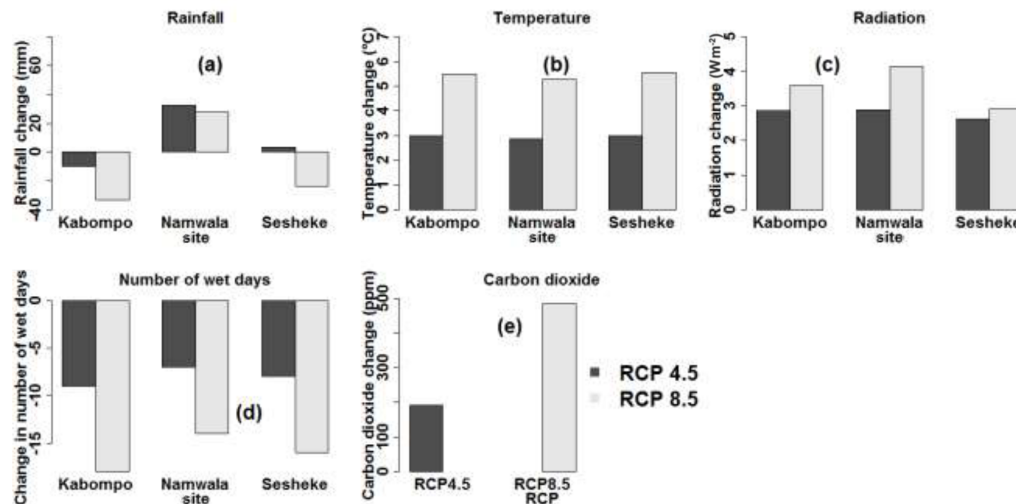 Rainfall
Rainfall change (mm)
60
20
0
-40
(a)
Kabompo Namwala Sesheke
site
Temperature
Temperature change (°C)
7
6
5
4
3
2
1
0
(b)
Kabompo Namwala Sesheke
site
Radiation
Radiation change (Wm-2)
5
4
3
2
1
0
(c)
Kabompo Namwala Sesheke
site
Number of wet days
Change in number of wet days
-0
-5
-10
-15
(d)
Kabompo Namwala Sesheke
site
Carbon dioxide
Carbon dioxide change (ppm)
500
300
100
0
(e)
RCP4.5 RCP8.5
RCP
RCP 4.5
RCP 8.5